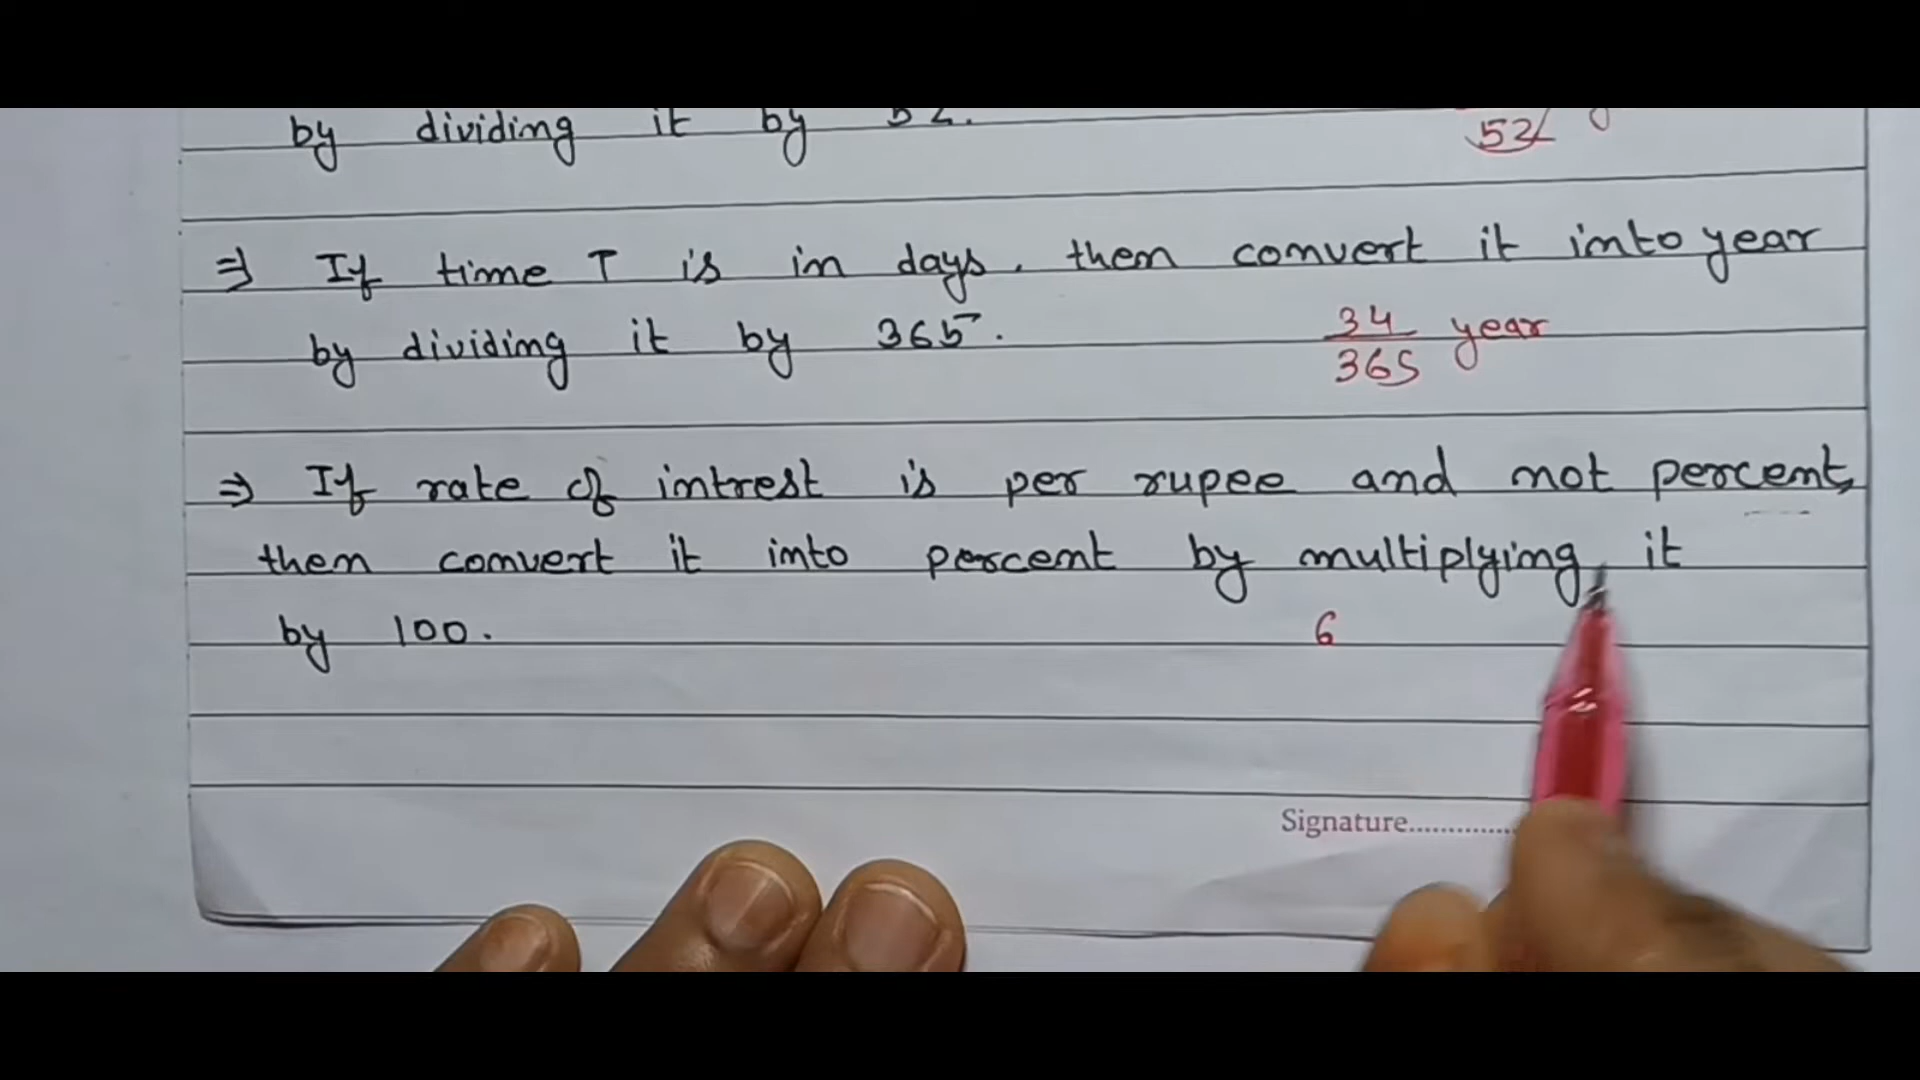 by dividing it by 52.
52
⇒ If time T is in days, then convert it into year
by dividing it by 365.
34
365 year
⇒ If rate of intrest is per rupee and not percent,
then convert it into percent by multiplying it
by 100.
6
Signature..............